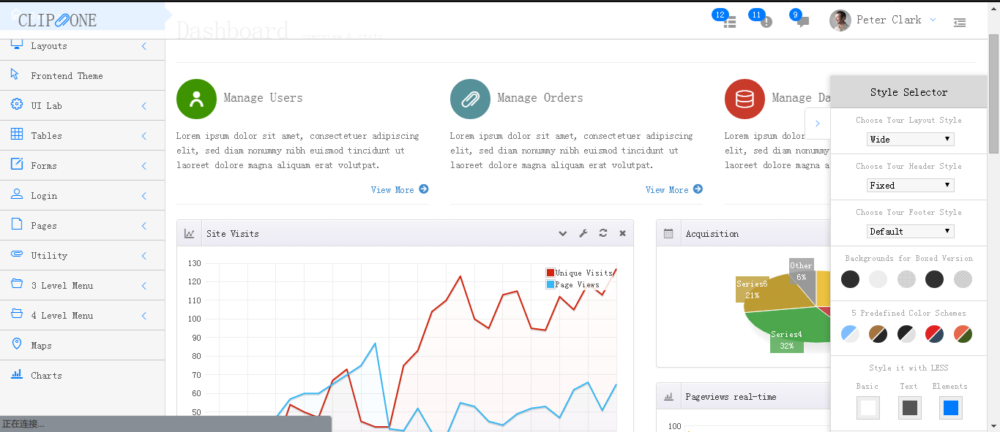 CLIP ONE
12
11
9
Peter Clark
Dashboard overview & stats
Layouts
Frontend Theme
UI Lab
Tables
Forms
Login
Pages
Utility
3 Level Menu
4 Level Menu
Maps
Charts
正在连接...
Manage Users
Lorem ipsum dolor sit amet, consectetuer adipiscing
elit, sed diam nonummy nibh euismod tincidunt ut
laoreet dolore magna aliquam erat volutpat.
View More
Manage Orders
Lorem ipsum dolor sit amet, consectetuer adipiscing
elit, sed diam nonummy nibh euismod tincidunt ut
laoreet dolore magna aliquam erat volutpat.
View More
Manage Da
Lorem ipsum dolor
elit, sed diam nonummy
laoreet dolore magna a
Site Visits
130
120
110
100
90
80
70
60
50
Unique Visits
Page Views
Acquisition
Other
6%
Series6
21%
Series4
32%
Pageviews real-time
100
Style Selector
Choose Your Layout Style
Wide
Choose Your Header Style
Fixed
Choose Your Footer Style
Default
Backgrounds for Boxed Version
5 Predefined Color Schemes
Style it with LESS
Basic Text Elements